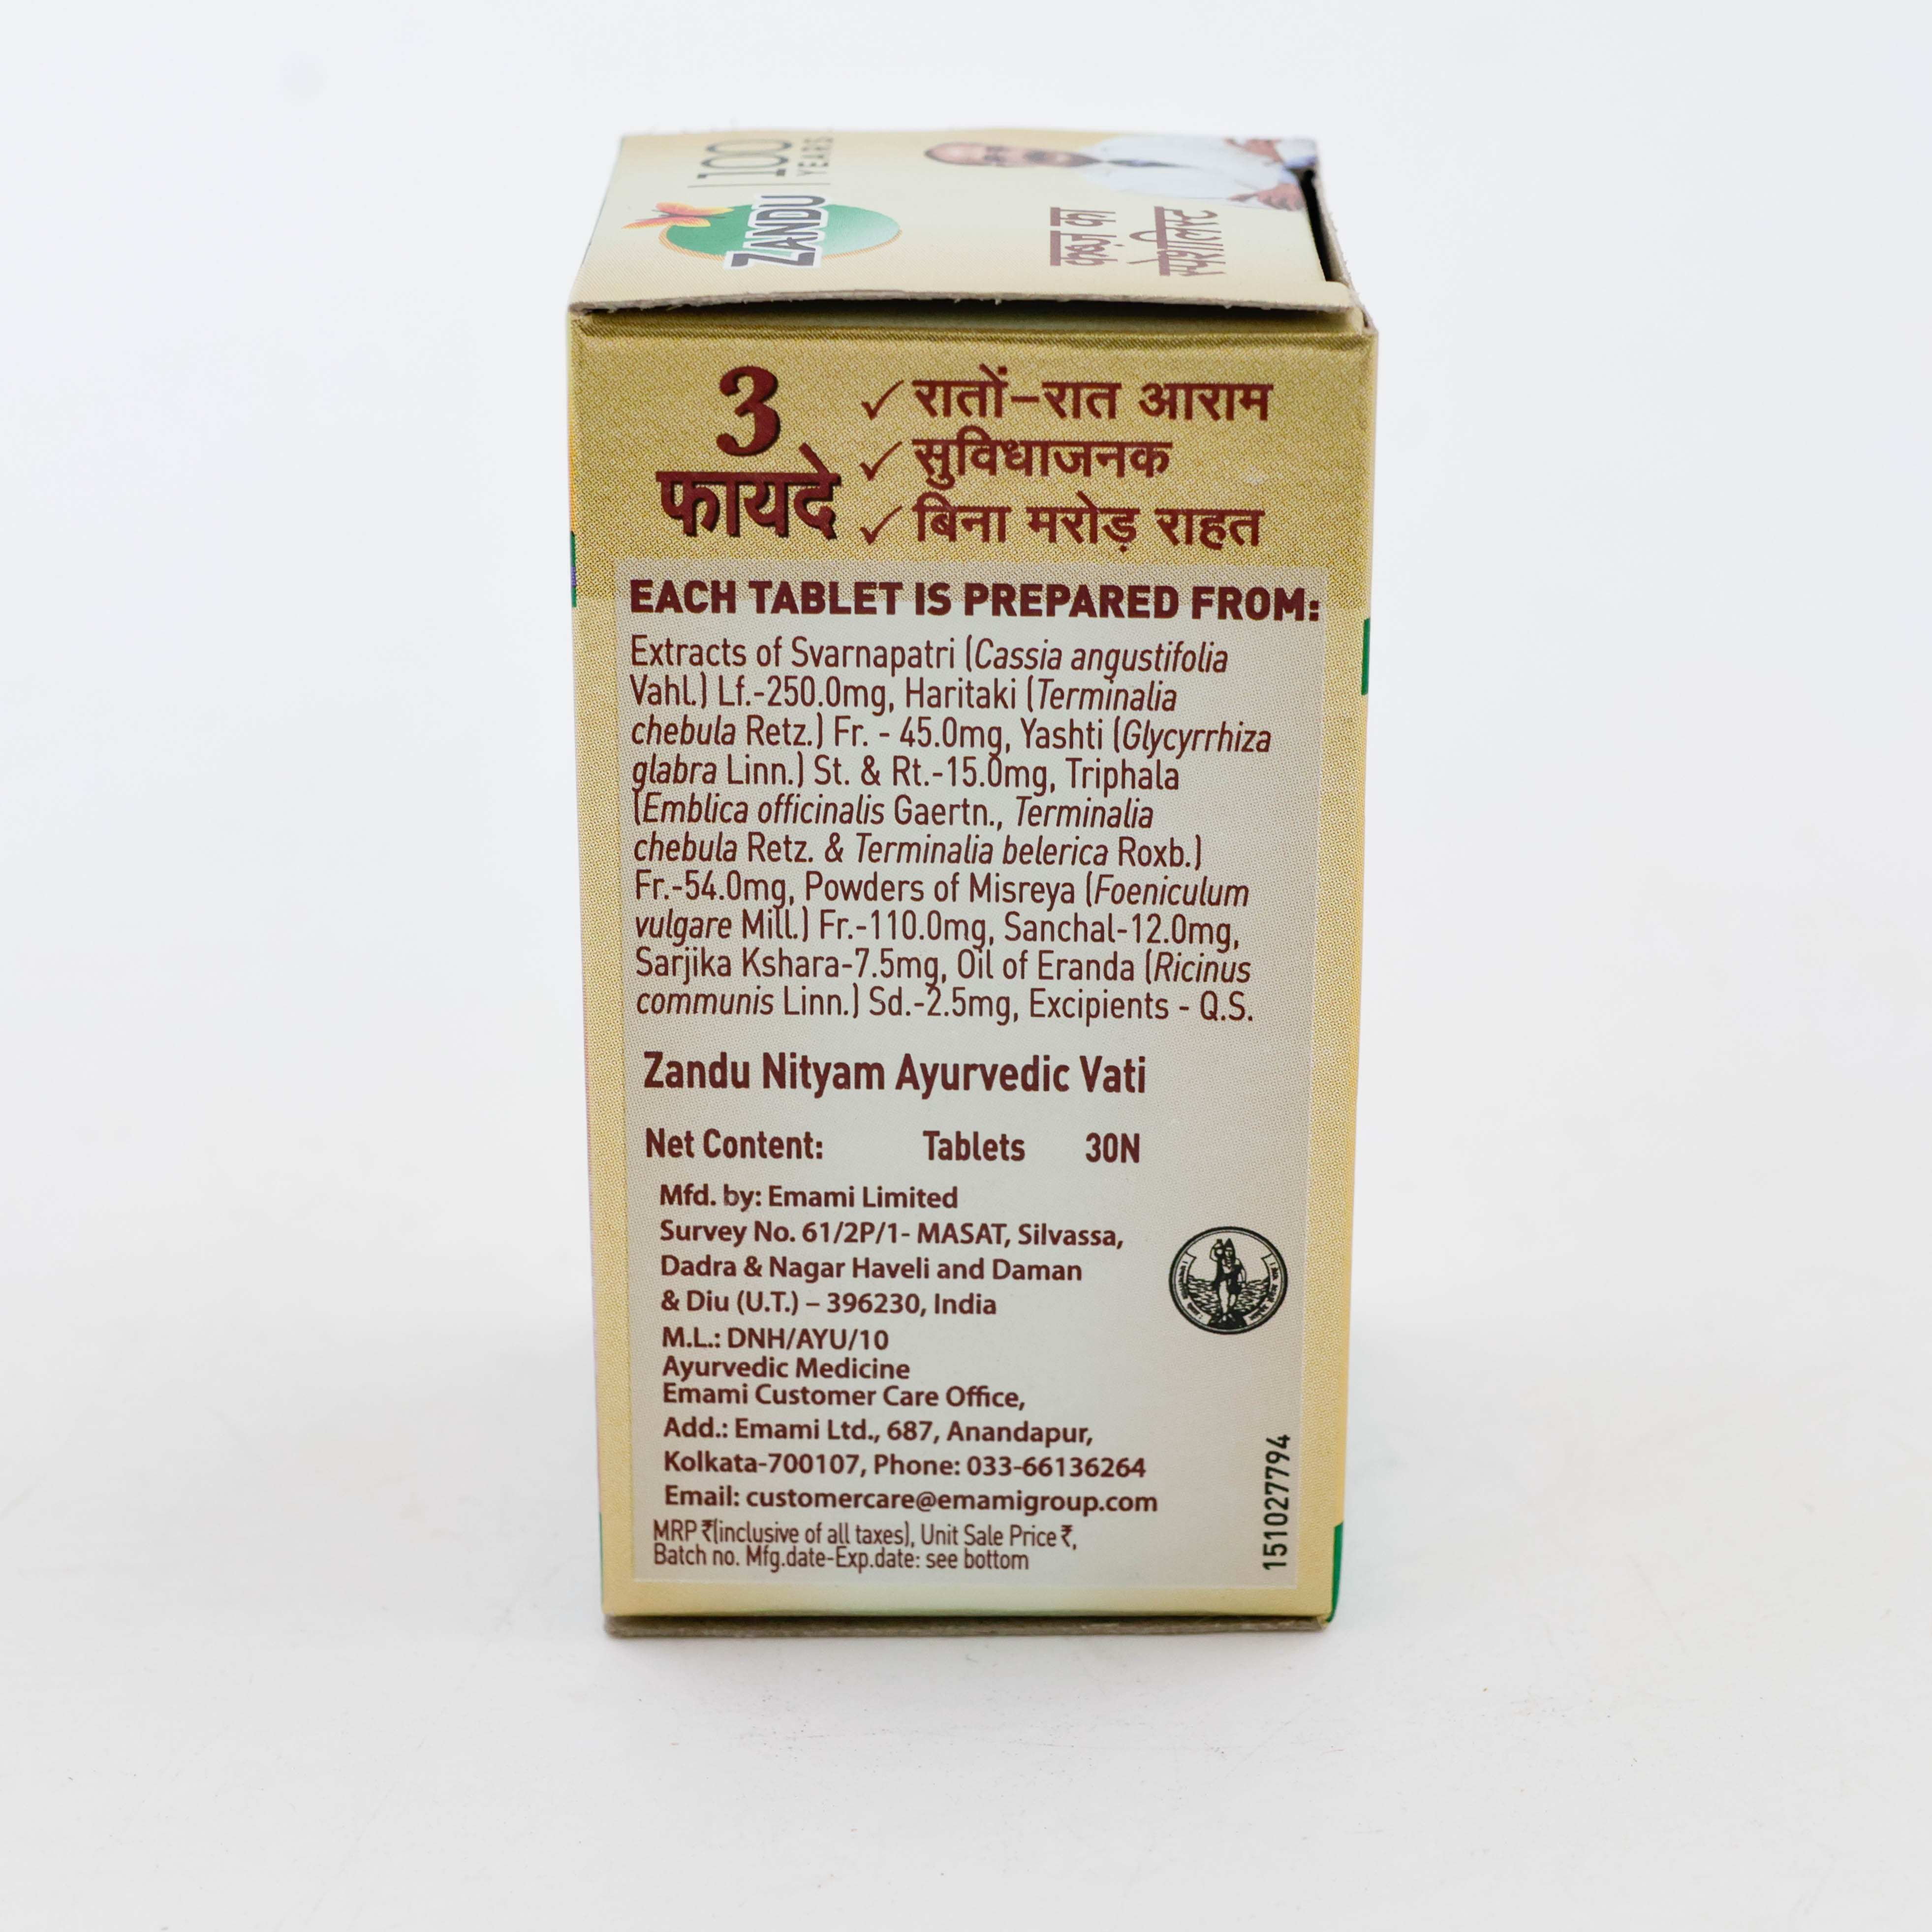 ZANDU
100
YEARS
कब्ज़ का
स्पेशलिस्ट
3
फायदे
✓ रातों–रात आराम
✓ सुविधाजनक
✓ बिना मरोड़ राहत
EACH TABLET IS PREPARED FROM:
Extracts of Svarnapatri (Cassia angustifolia
Vahl.) Lf.-250.0mg, Haritaki (Terminalia
chebula Retz.) Fr. - 45.0mg, Yashti (Glycyrrhiza
glabra Linn.) St. & Rt.-15.0mg, Triphala
(Emblica officinalis Gaertn., Terminalia
chebula Retz. & Terminalia belerica Roxb.)
Fr.-54.0mg, Powders of Misreya (Foeniculum
vulgare Mill.) Fr.-110.0mg, Sanchal-12.0mg,
Sarjika Kshara-7.5mg, Oil of Eranda (Ricinus
communis Linn.) Sd.-2.5mg, Excipients - Q.S.
Zandu Nityam Ayurvedic Vati
Net Content: Tablets 30N
Mfd. by: Emami Limited
Survey No. 61/2P/1- MASAT, Silvassa,
Dadra & Nagar Haveli and Daman
& Diu (U.T.) – 396230, India
M.L.: DNH/AYU/10
Ayurvedic Medicine
Emami Customer Care Office,
Add.: Emami Ltd., 687, Anandapur,
Kolkata-700107, Phone: 033-66136264
Email: customercare@emamigroup.com
MRP ₹(inclusive of all taxes), Unit Sale Price ₹,
Batch no. Mfg.date-Exp.date: see bottom
151027794